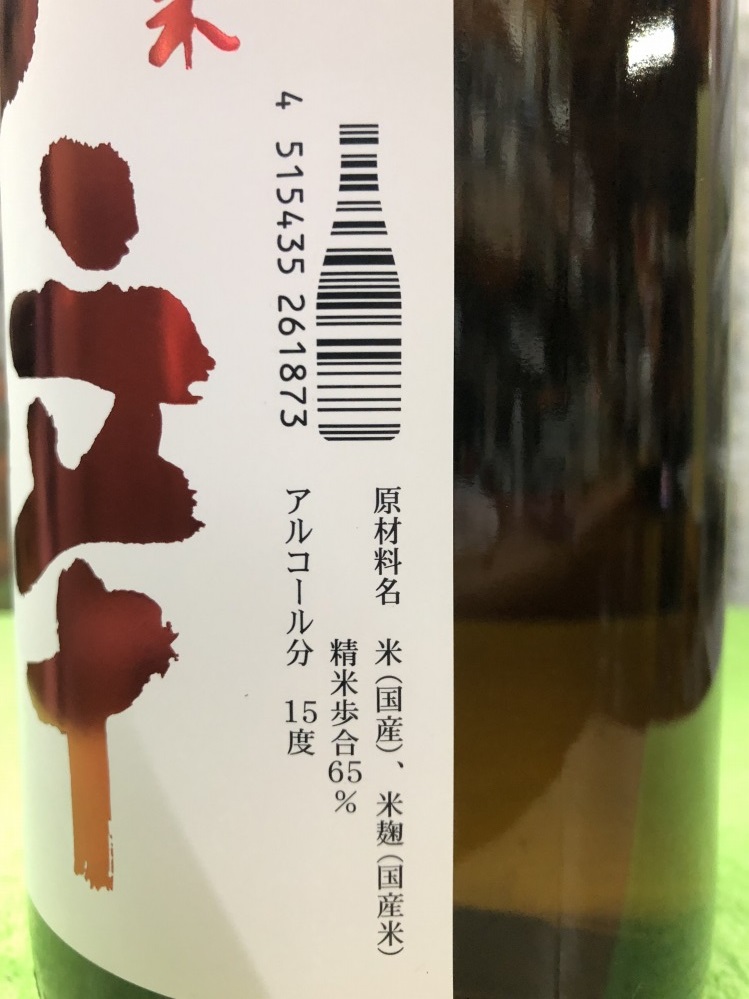 4 515435 261873
原材料名　米(国産)、米麹(国産米)
精米歩合65%
アルコール分　15度